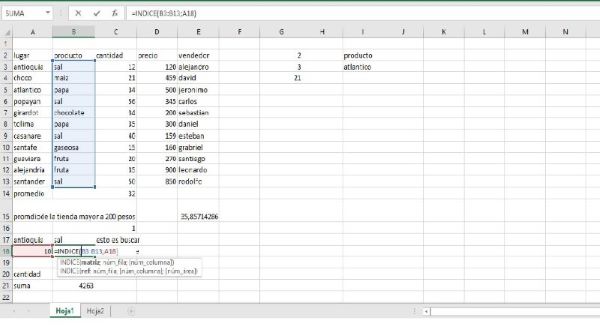 SUMA =INDICE(B3:B13;A18)
A B C D E F G H I J K L M N
1
2 lugar producto cantidad precio vendedor 2 producto
3 antioquia sal 12 120 alejandro 3 atlantico
4 choco maiz 21 459 david 21
5 atlantico papa 34 500 jeronimo
6 popayan sal 56 345 carlos
7 girardot chocolate 34 200 sebastian
8 tolima papa 35 300 daniel
9 casanare sal 40 159 esteban
10 santafe gaseosa 15 160 grabriel
11 guaviara fruta 20 270 santiago
12 alejandria fruta 15 900 leonardo
13 santander sal 50 850 rodolfo
14 promedio 32
15 promdio de la tienda mayor a 200 pesos 35,85714286
16 1
17 antioquia sal esto es buscar
18 10 =INDICE(B3:B13;A18) e
19 INDICE(matriz; núm_fila; [núm_columna])
20 cantidad INDICE(ref; núm_fila; [núm_columna]; [núm_área])
21 suma 4263
Hoja1 Hoja2